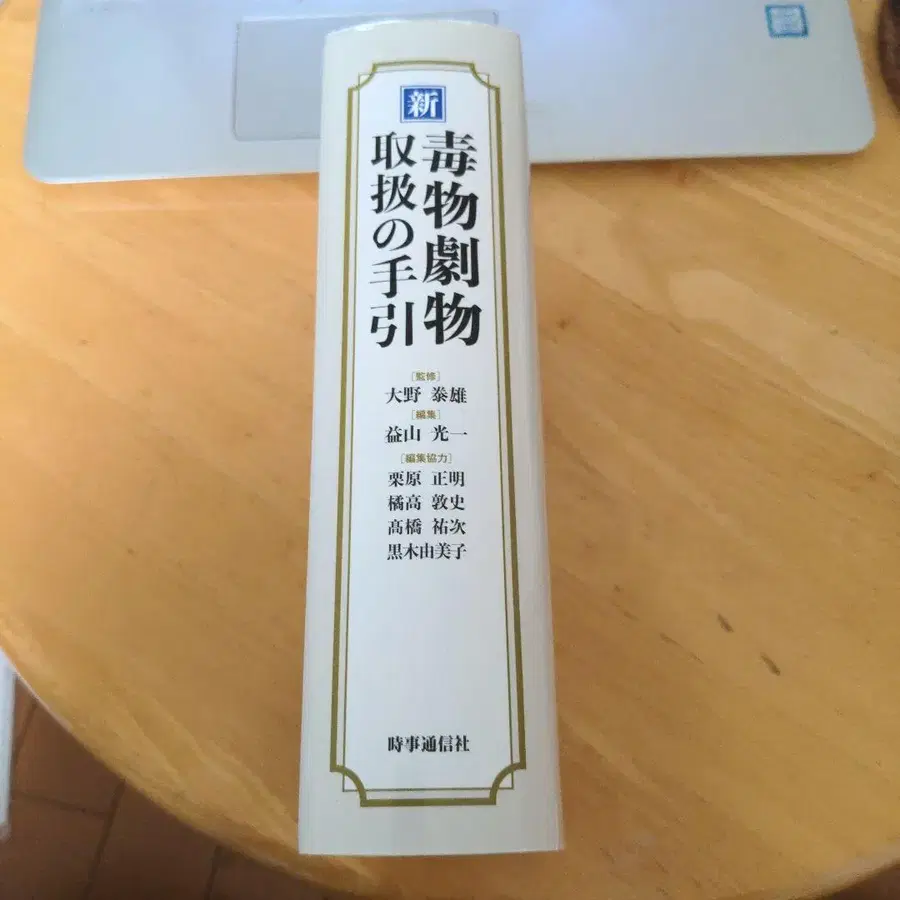 新
毒物劇物
取扱の手引
［監修］
大野 泰雄
［編集］
益山 光一
［編集協力］
栗原 正明
橘高 敦史
髙橋 祐次
黒木由美子
時事通信社